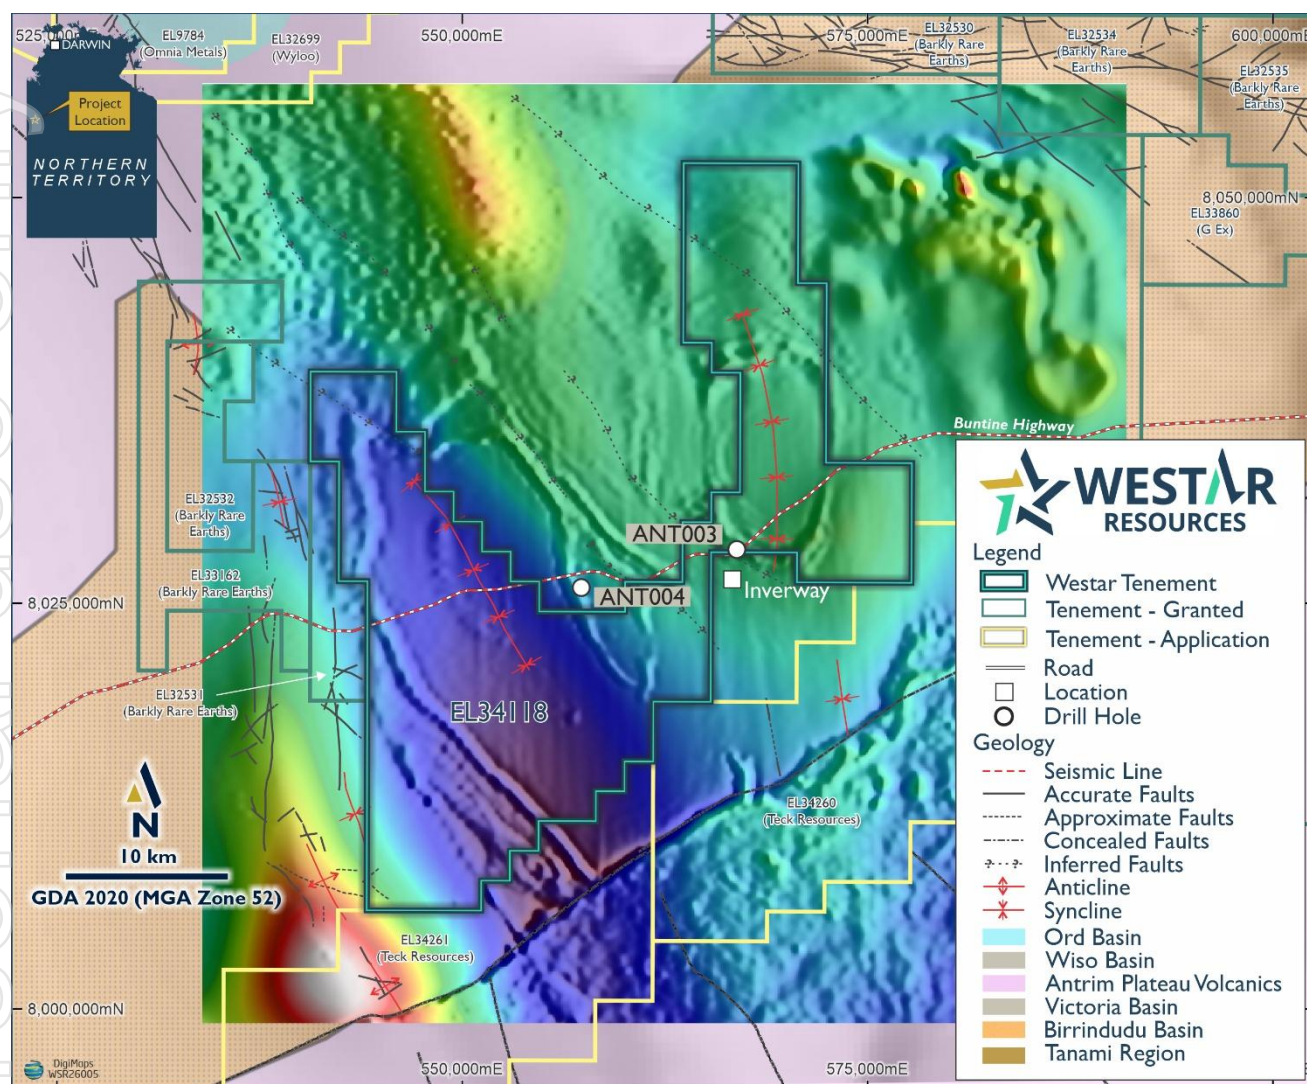 525,000mE
550,000mE
575,000mE
600,000mE
DARWIN
Project
Location
NORTHERN
TERRITORY
EL9784
(Omnia Metals)
EL32699
(Wyloo)
EL32530
(Barkly Rare
Earths)
EL32534
(Barkly Rare
Earths)
EL32535
(Barkly Rare
Earths)
8,050,000mN
EL33860
(G Ex)
Buntine Highway
EL32532
(Barkly Rare
Earths)
ANT003
EL33162
(Barkly Rare Earths)
ANT004
Inverway
8,025,000mN
EL32531
(Barkly Rare Earths)
EL34118
EL34260
(Teck Resources)
N
10 km
GDA 2020 (MGA Zone 52)
EL34261
(Teck Resources)
8,000,000mN
DigiMaps
WSR26005
550,000mE
575,000mE
WESTAR
RESOURCES
Legend
Westar Tenement
Tenement - Granted
Tenement - Application
Road
Location
Drill Hole
Geology
Seismic Line
Accurate Faults
Approximate Faults
Concealed Faults
Inferred Faults
Anticline
Syncline
Ord Basin
Wiso Basin
Antrim Plateau Volcanics
Victoria Basin
Birrindudu Basin
Tanami Region